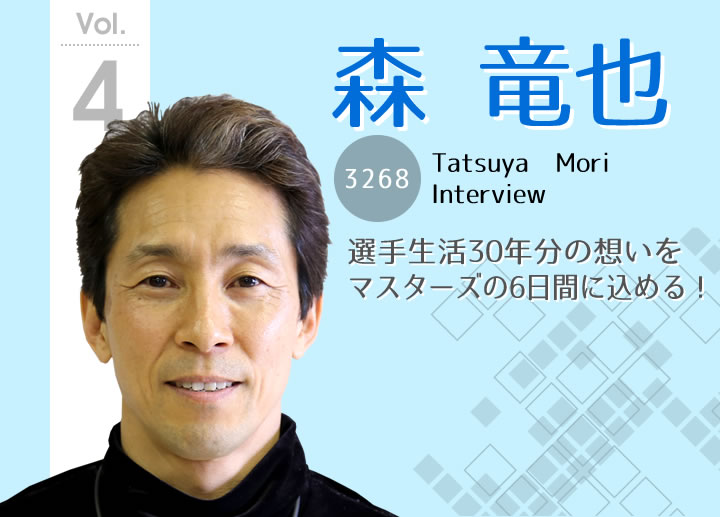 Vol.
4
森 竜也
3268
Tatsuya Mori
Interview
選手生活30年分の想いを
マスターズの6日間に込める！